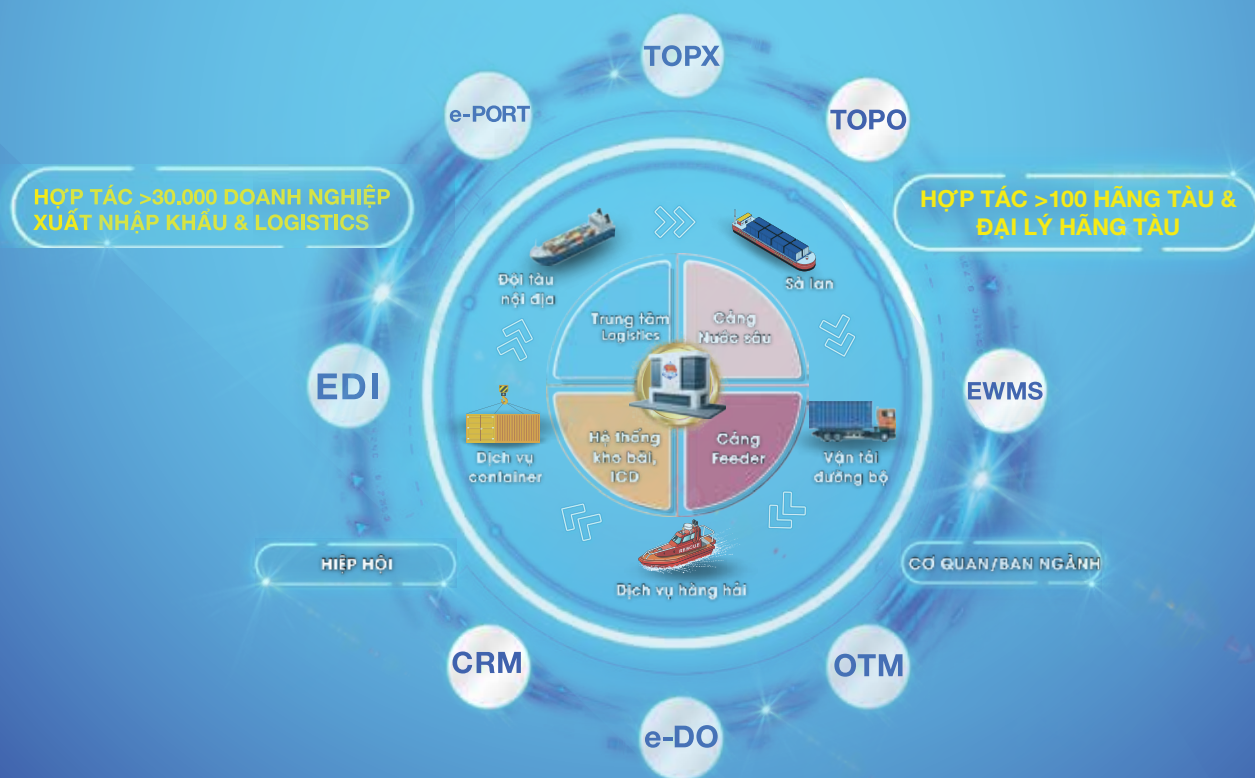 TOPX
e-PORT
TOPO
HỢP TÁC >30.000 DOANH NGHIỆP
XUẤT NHẬP KHẨU & LOGISTICS
HỢP TÁC >100 HÃNG TÀU &
ĐẠI LÝ HÃNG TÀU
Đội tàu
nội địa
Sà lan
Trung tâm
Logistics
Cảng
Nước sâu
EDI
EWMS
Dịch vụ
container
Hệ thống
kho bãi,
ICD
Cảng
Feeder
Vận tải
đường bộ
RESCUE
Dịch vụ hàng hải
HIỆP HỘI
CƠ QUAN/BAN NGÀNH
CRM
OTM
e-DO